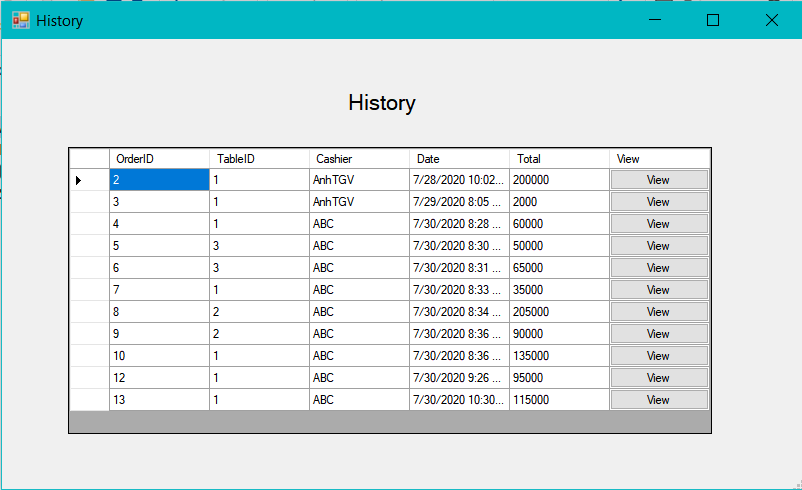 History
History
OrderID TableID Cashier Date Total View
2 1 AnhTGV 7/28/2020 10:02... 200000 View
3 1 AnhTGV 7/29/2020 8:05 ... 2000 View
4 1 ABC 7/30/2020 8:28 ... 60000 View
5 3 ABC 7/30/2020 8:30 ... 50000 View
6 3 ABC 7/30/2020 8:31 ... 65000 View
7 1 ABC 7/30/2020 8:33 ... 35000 View
8 2 ABC 7/30/2020 8:34 ... 205000 View
9 2 ABC 7/30/2020 8:36 ... 90000 View
10 1 ABC 7/30/2020 8:36 ... 135000 View
12 1 ABC 7/30/2020 9:26 ... 95000 View
13 1 ABC 7/30/2020 10:30... 115000 View